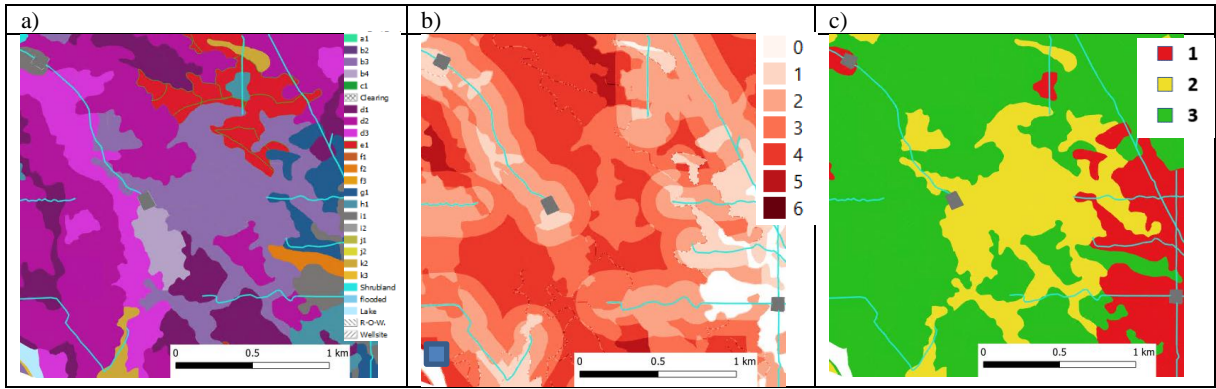 a)
a1
b2
b3
b4
c1
Clearing
d1
d2
d3
e1
f1
f2
f3
g1
h1
i1
i2
j1
j2
k2
k3
Shrubland
flooded
Lake
R-O-W.
Wellsite
0 0.5 1 km
b)
0
1
2
3
4
5
6
0 0.5 1 km
c)
1
2
3
0 0.5 1 km